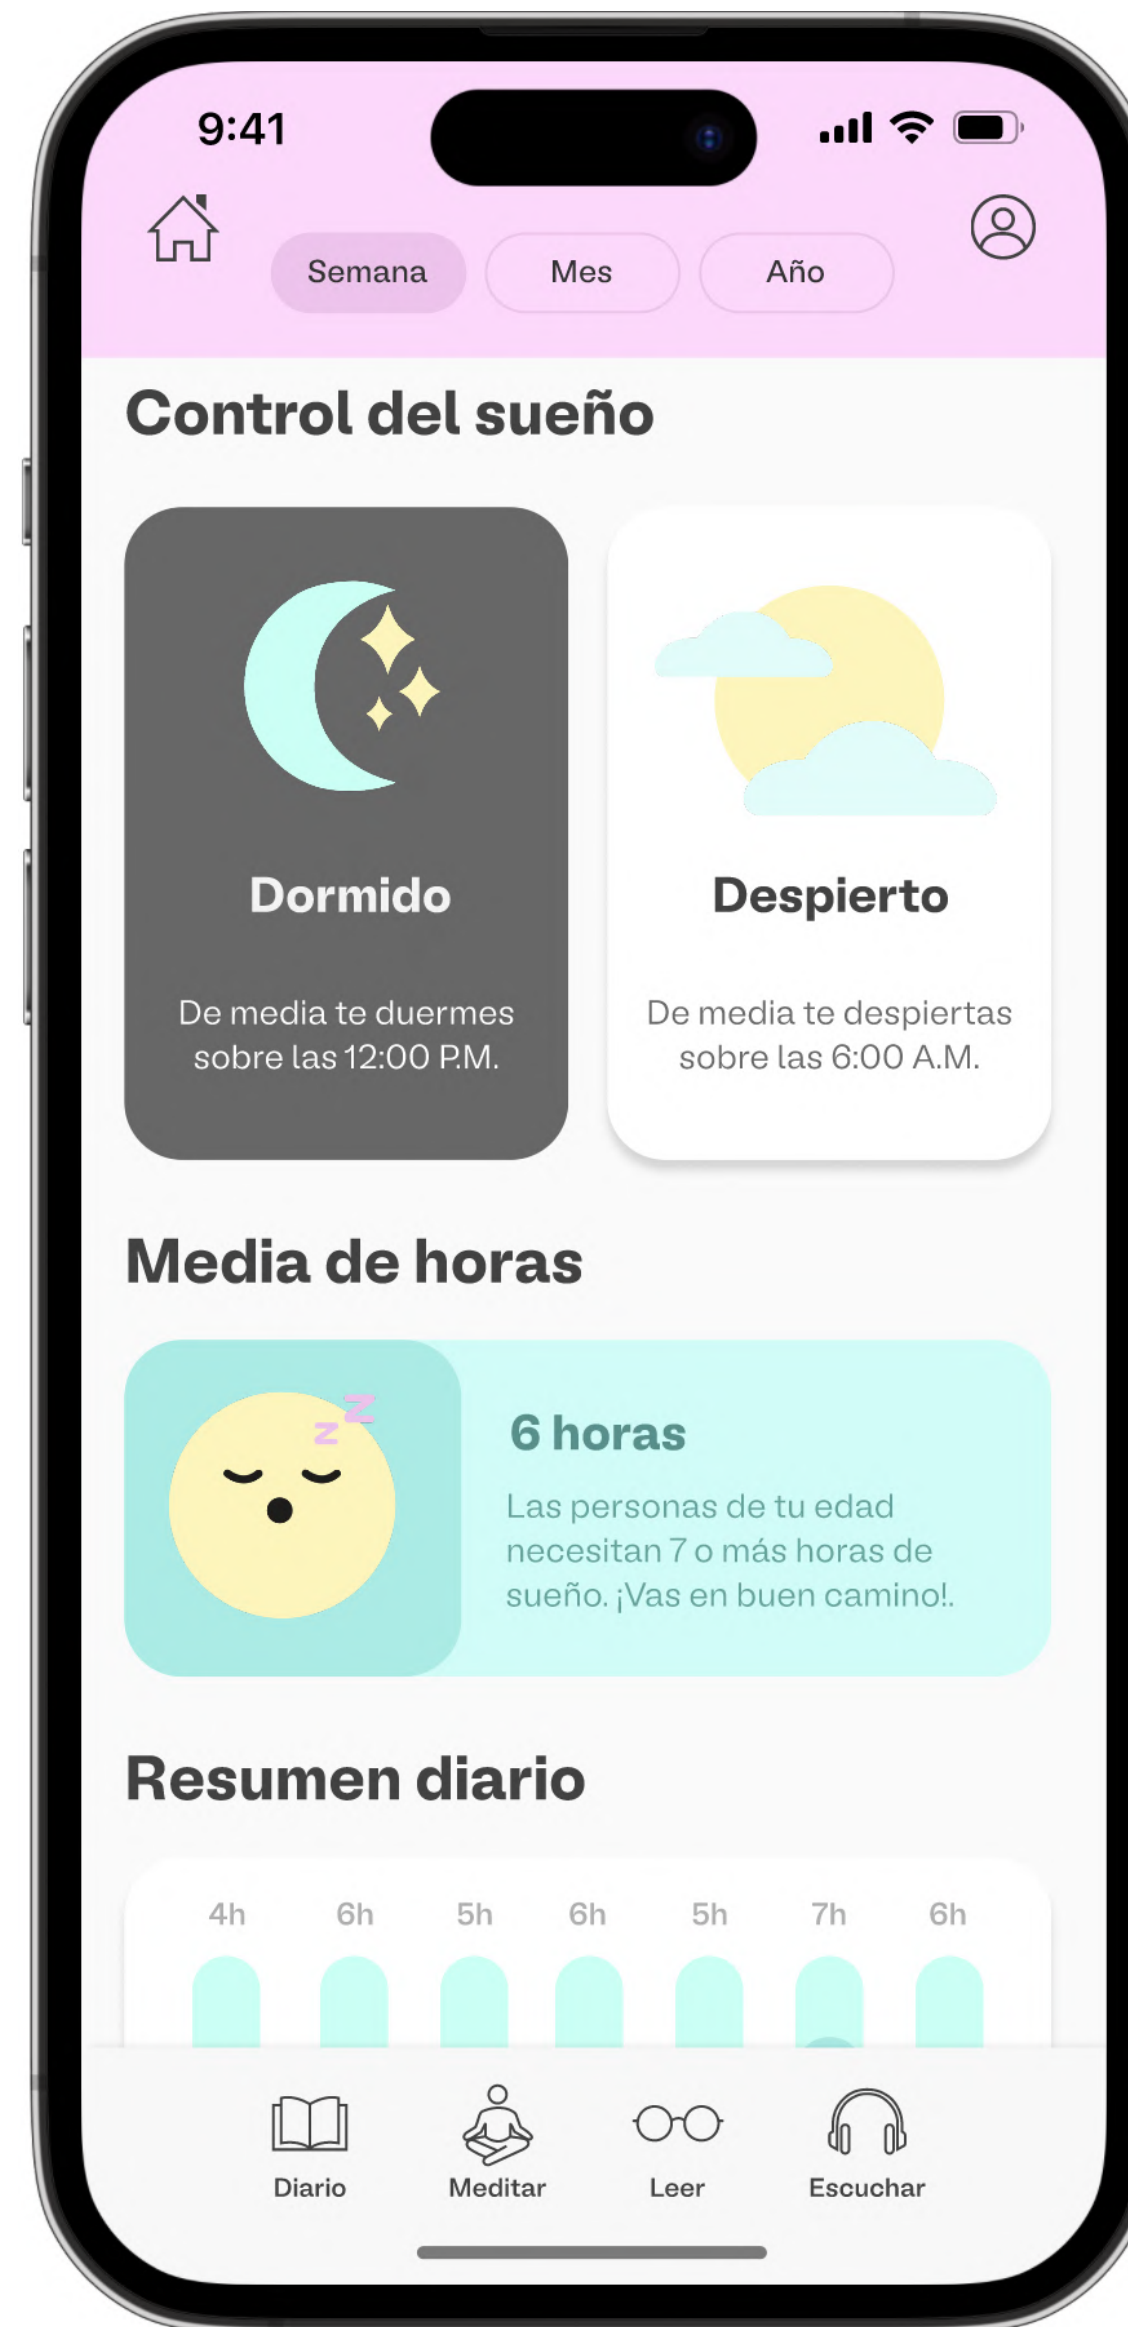 9:41
Semana Mes Año
Control del sueño
Dormido
De media te duermes
sobre las 12:00 P.M.
Despierto
De media te despiertas
sobre las 6:00 A.M.
Media de horas
z Z
6 horas
Las personas de tu edad
necesitan 7 o más horas de
sueño. ¡Vas en buen camino!.
Resumen diario
4h 6h 5h 6h 5h 7h 6h
Diario Meditar Leer Escuchar